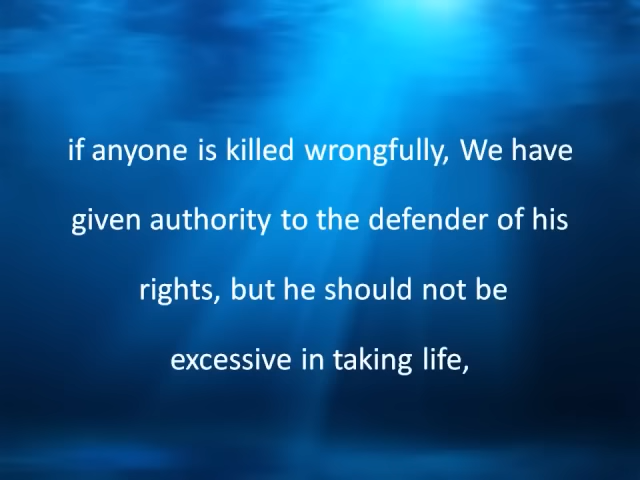 if anyone is killed wrongfully, We have
given authority to the defender of his
rights, but he should not be
excessive in taking life,